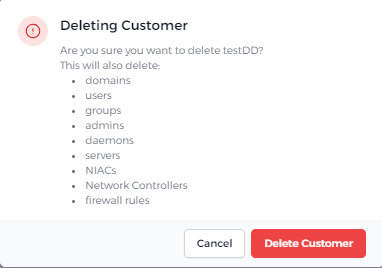 Deleting Customer
Are you sure you want to delete testDD?
This will also delete:
• domains
• users
• groups
• admins
• daemons
• servers
• NIACs
• Network Controllers
• firewall rules
Cancel
Delete Customer